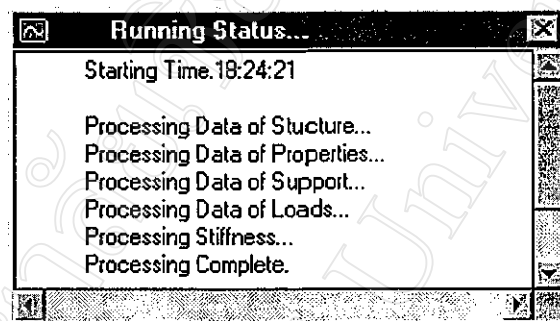 Running Status...
Starting Time.18:24:21
Processing Data of Stucture...
Processing Data of Properties...
Processing Data of Support...
Processing Data of Loads...
Processing Stiffness...
Processing Complete.